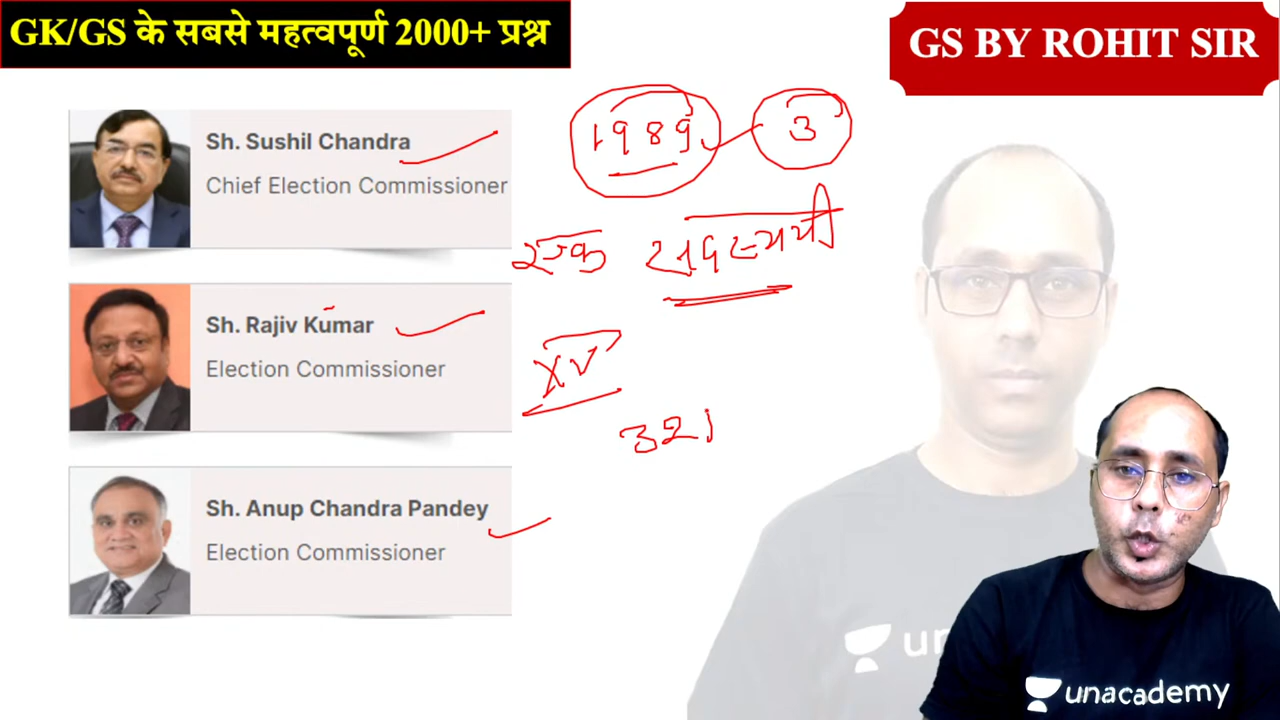 GK/GS के सबसे महत्वपूर्ण 2000+ प्रश्न
GS BY ROHIT SIR
Sh. Sushil Chandra
Chief Election Commissioner
1989
3
एक सदस्यीय
Sh. Rajiv Kumar
Election Commissioner
XV
321
Sh. Anup Chandra Pandey
Election Commissioner
un
unacademy